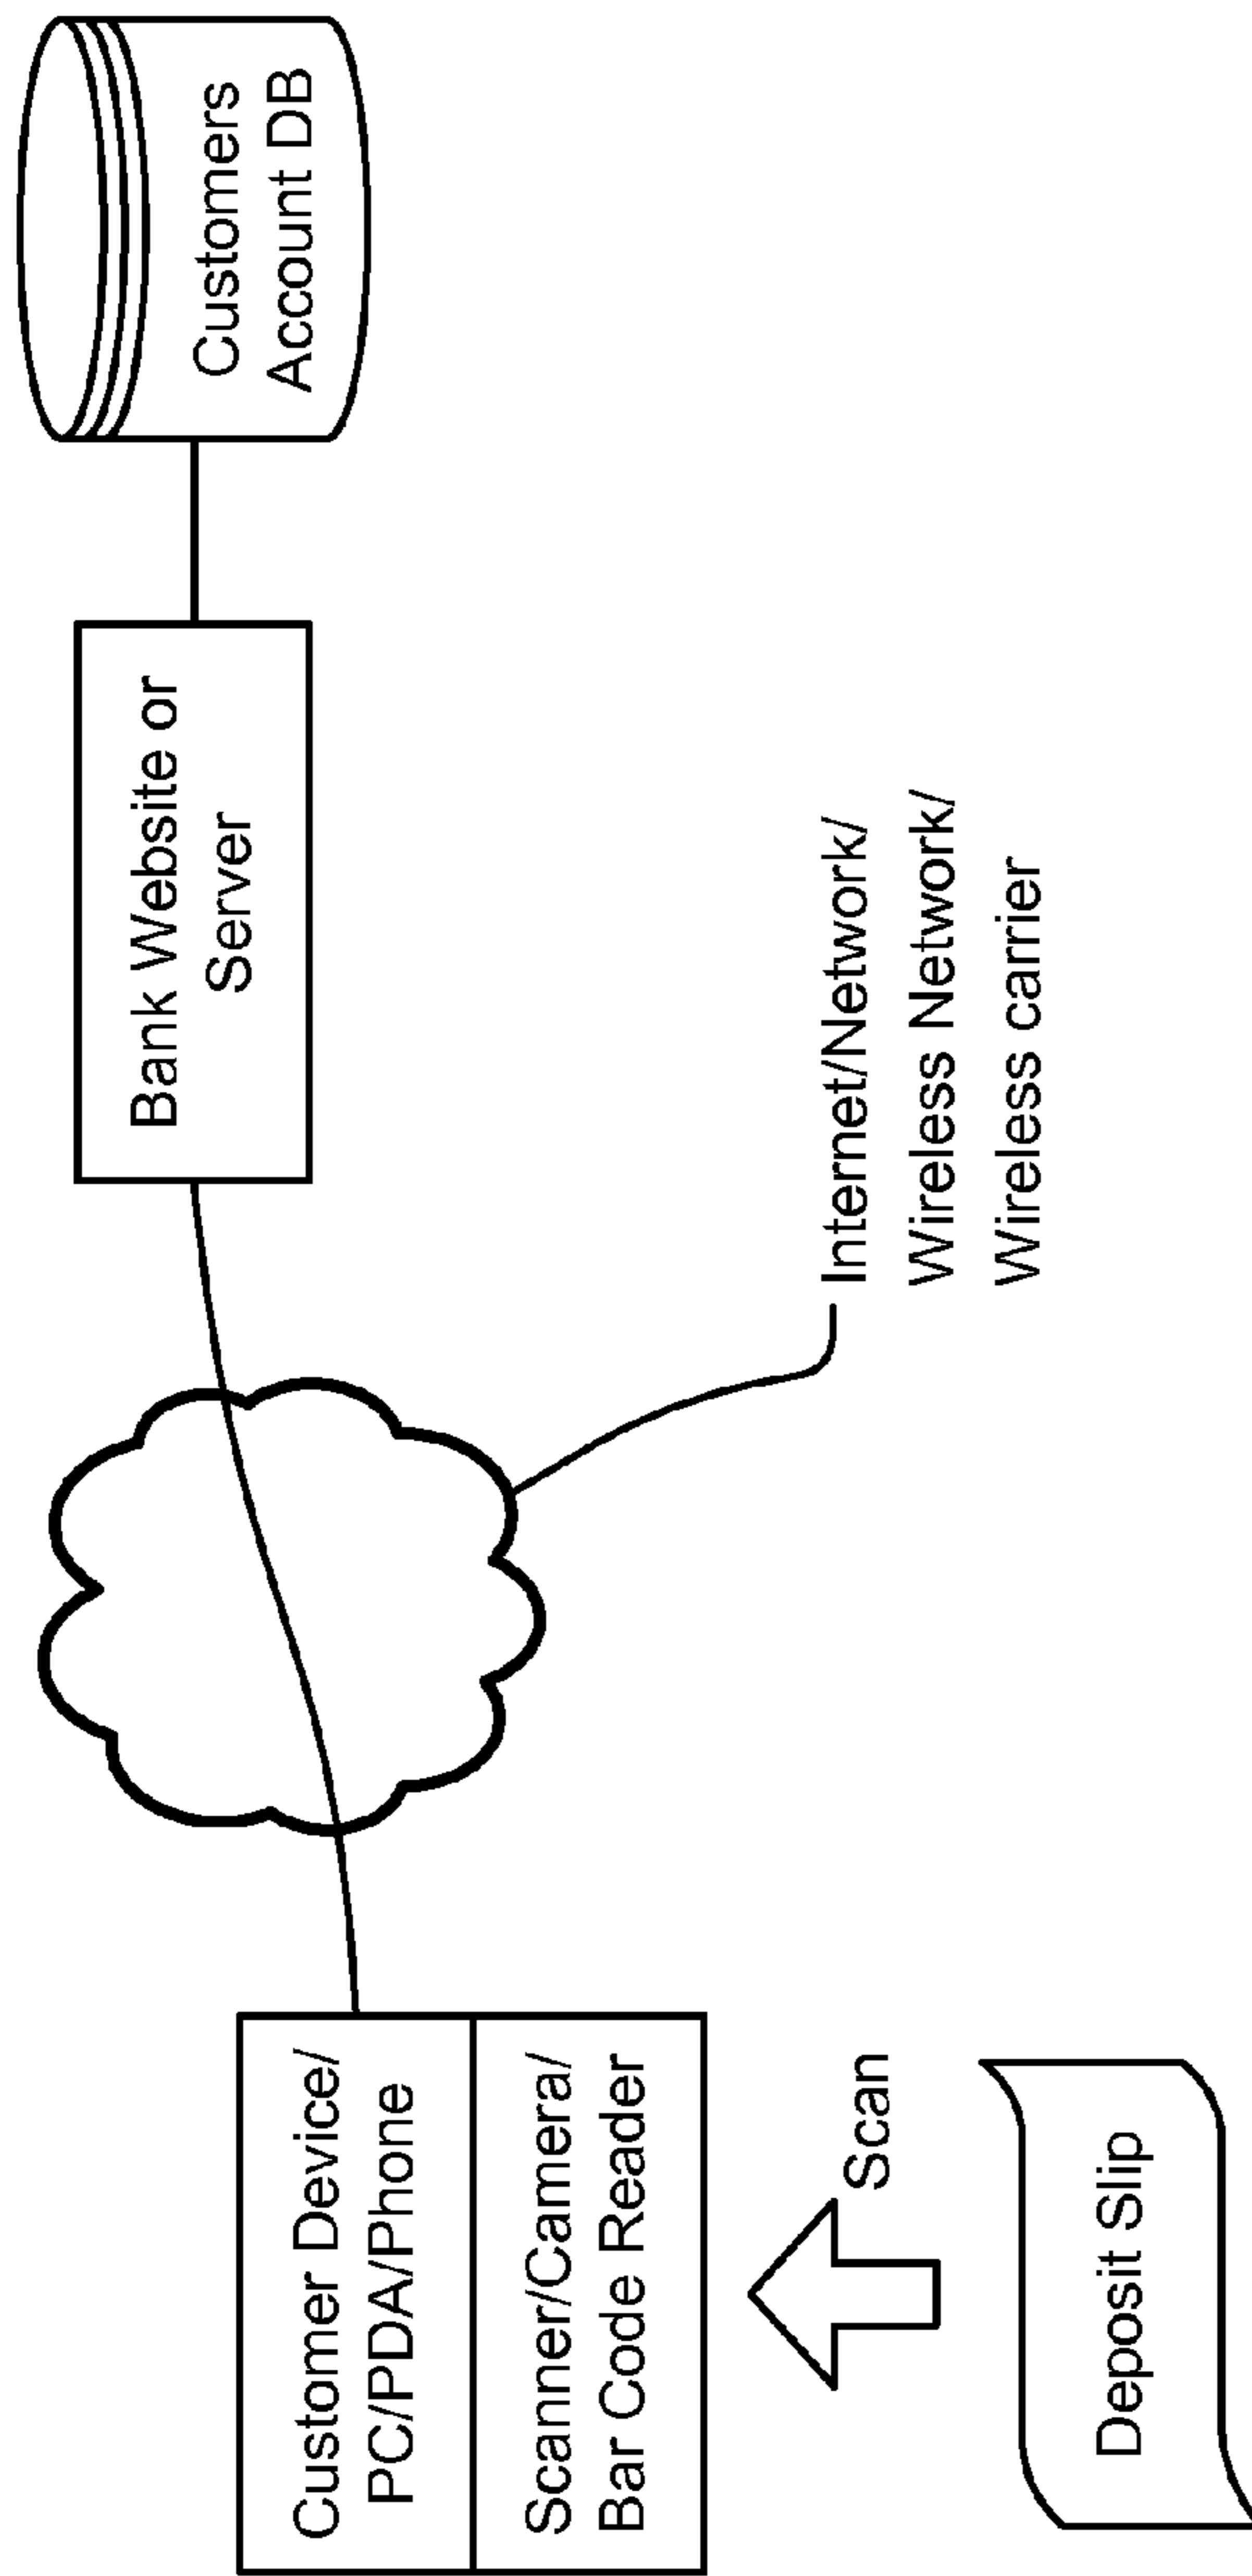 Customer Device/
PC/PDA/Phone
Scanner/Camera/
Bar Code Reader
Scan
Deposit Slip
Internet/Network/
Wireless Network/
Wireless carrier
Bank Website or
Server
Customers
Account DB